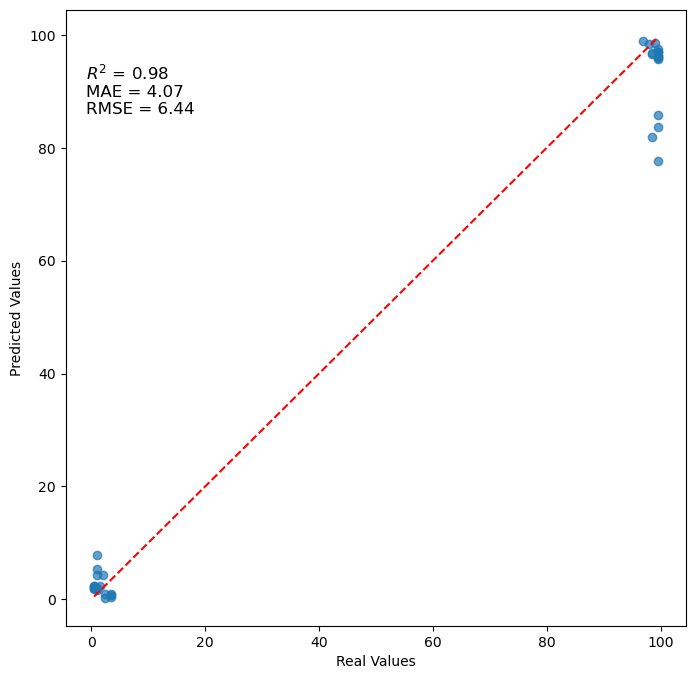 100
80
60
40
20
0
Predicted Values
R² = 0.98
MAE = 4.07
RMSE = 6.44
0 20 40 60 80 100
Real Values